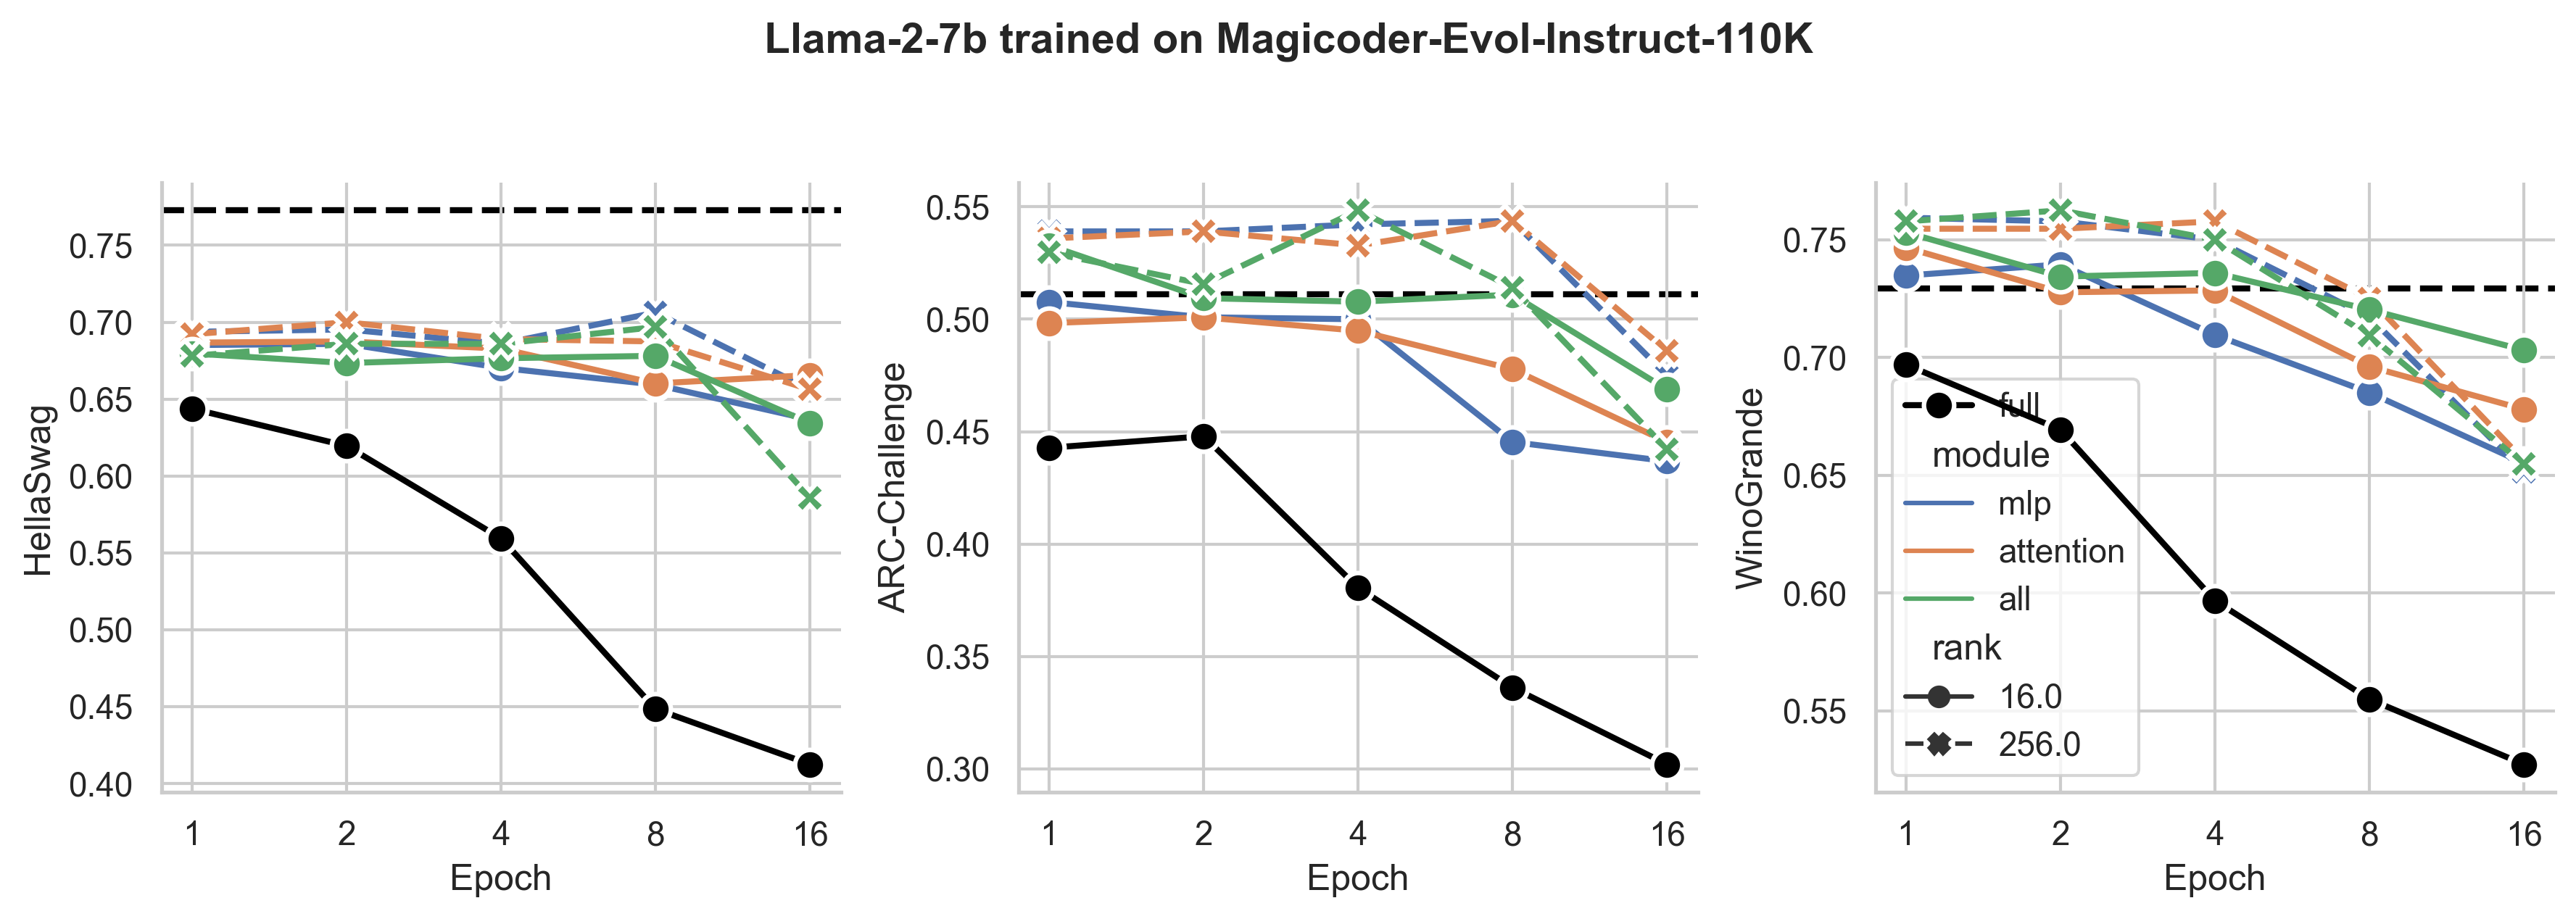 Llama-2-7b trained on Magicoder-Evol-Instruct-110K
HellaSwag
0.75
0.70
0.65
0.60
0.55
0.50
0.45
0.40
1 2 4 8 16
Epoch
ARC-Challenge
0.55
0.50
0.45
0.40
0.35
0.30
1 2 4 8 16
Epoch
WinoGrande
0.75
0.70
0.65
0.60
0.55
1 2 4 8 16
Epoch
full
module
mlp
attention
all
rank
16.0
256.0